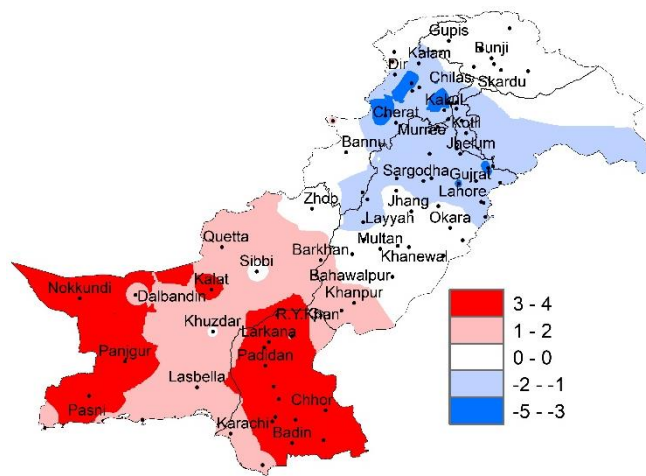 Gupis
Kalam
Bunji
Dir
Chilas
Skardu
Kakul
Cherat
Murree
Kotli
Bannu
Jhelum
Sargodha
Gujrat
Zhob
Jhang
Lahore
Layyah
Okara
Quetta
Barkhan
Multan
Khanewal
Sibbi
Bahawalpur
Nokkundi
Kalat
Dalbandin
Khanpur
3 - 4
R.Y.Khan
1 - 2
Khuzdar
Larkana
0 - 0
Panjgur
Padidan
-2 - -1
Lasbella
-5 - -3
Pasni
Chhor
Karachi
Badin